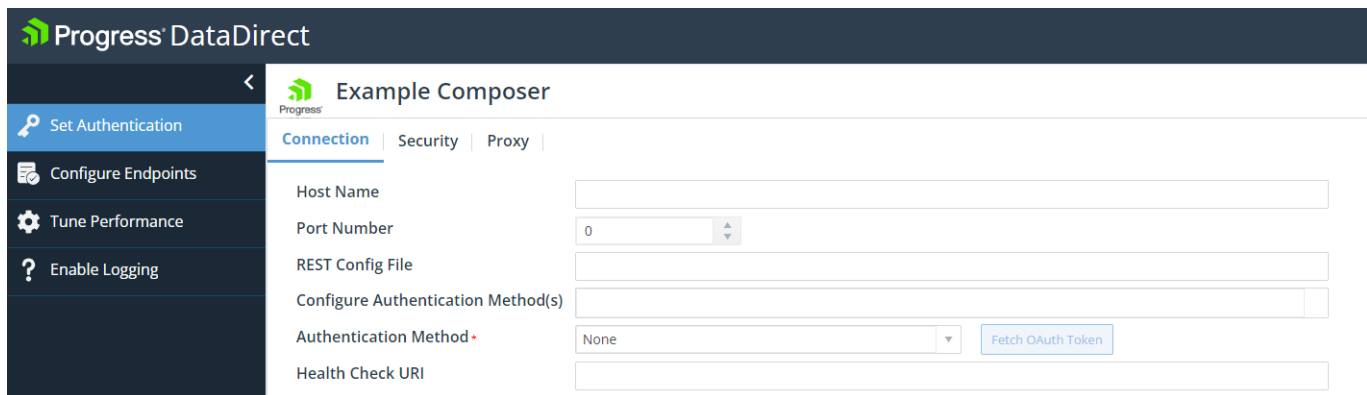 Progress® DataDirect
Progress®
Example Composer
Set Authentication
Configure Endpoints
Tune Performance
Enable Logging
Connection
Security
Proxy
Host Name
Port Number
0
REST Config File
Configure Authentication Method(s)
Authentication Method *
None
Fetch OAuth Token
Health Check URI